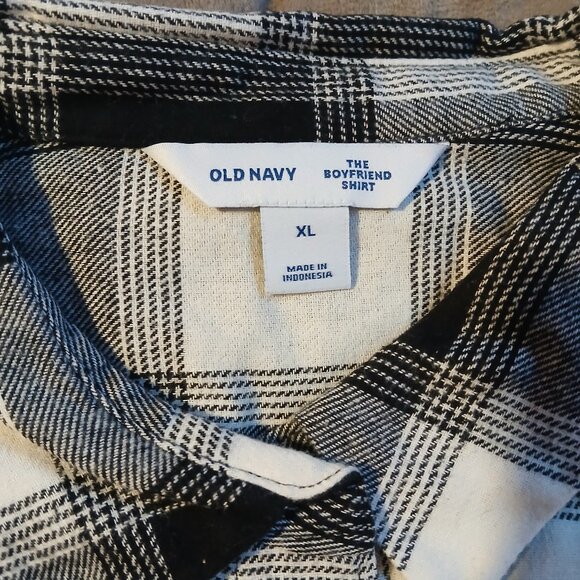 OLD NAVY
THE
BOYFRIEND
SHIRT
XL
MADE IN
INDONESIA